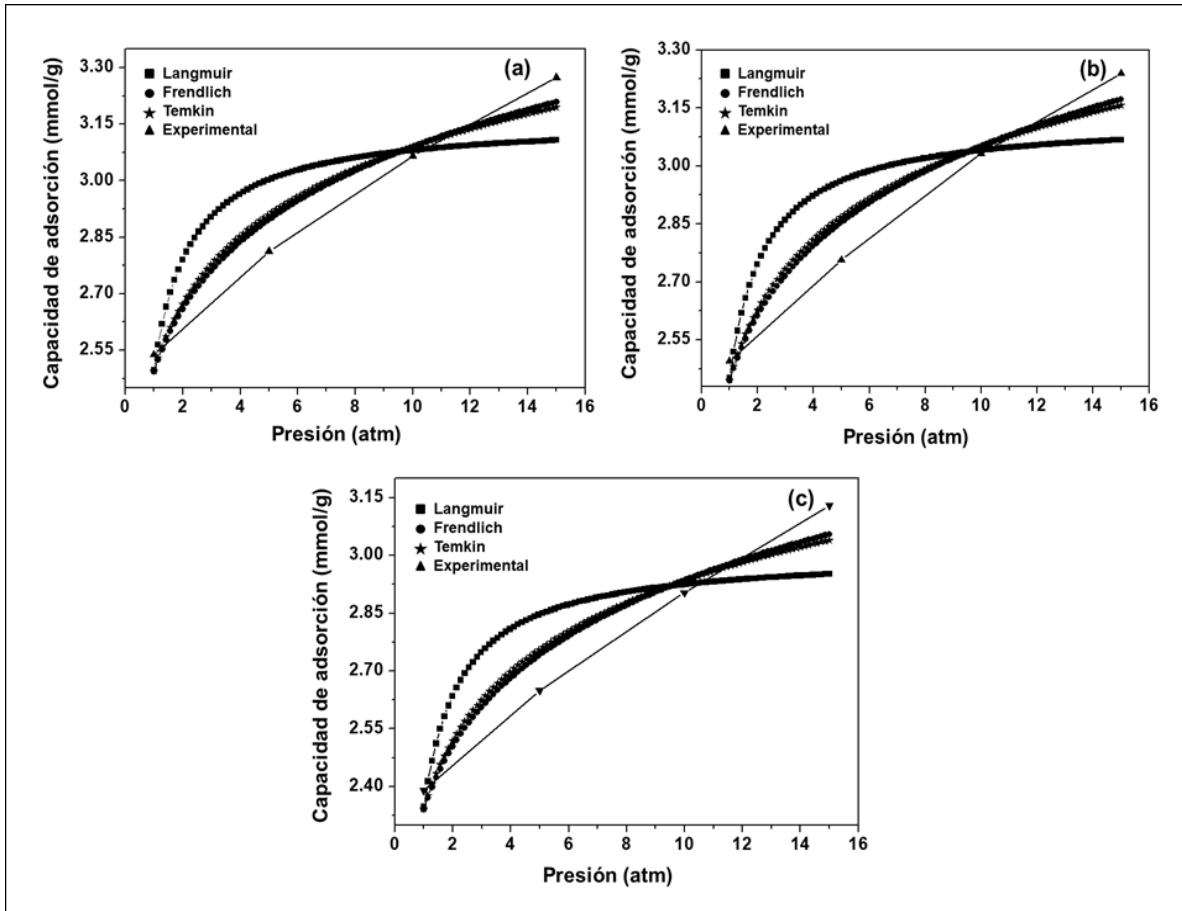 (a)
Langmuir
Frendlich
Temkin
Experimental
Capacidad de adsorción (mmol/g)
3.30
3.15
3.00
2.85
2.70
2.55
0 2 4 6 8 10 12 14 16
Presión (atm)
(b)
Langmuir
Frendlich
Temkin
Experimental
Capacidad de adsorción (mmol/g)
3.30
3.15
3.00
2.85
2.70
2.55
0 2 4 6 8 10 12 14 16
Presión (atm)
(c)
Langmuir
Frendlich
Temkin
Experimental
Capacidad de adsorción (mmol/g)
3.15
3.00
2.85
2.70
2.55
2.40
0 2 4 6 8 10 12 14 16
Presión (atm)